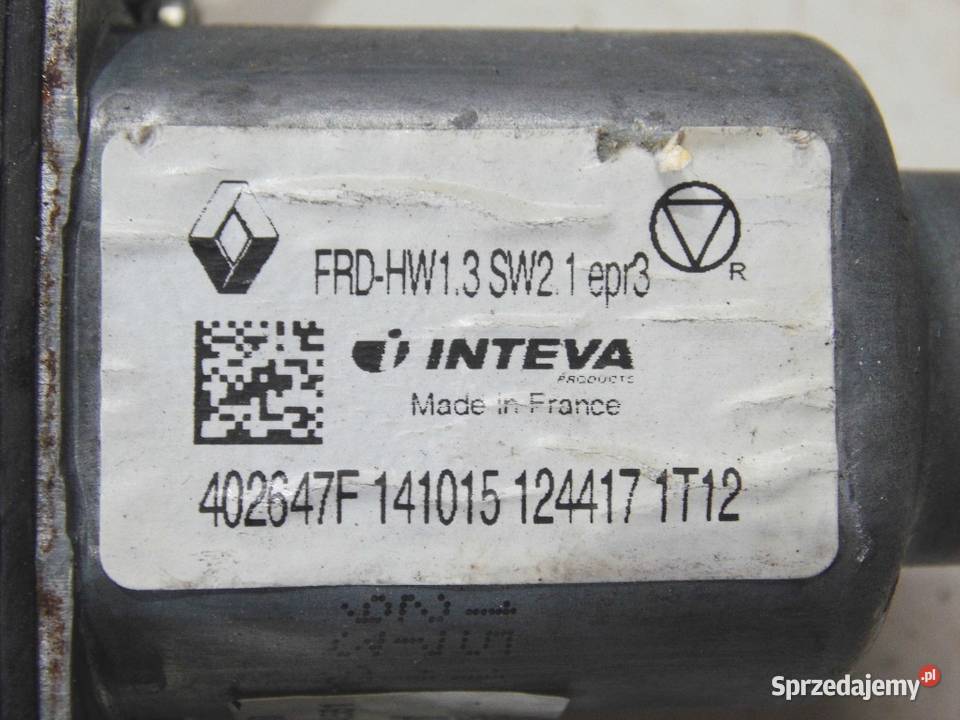 FRD-HW1.3 SW2.1 epr3
R
INTEVA
PRODUCTS
Made in France
402647F 141015 124417 1T12
Sprzedajemy.pl